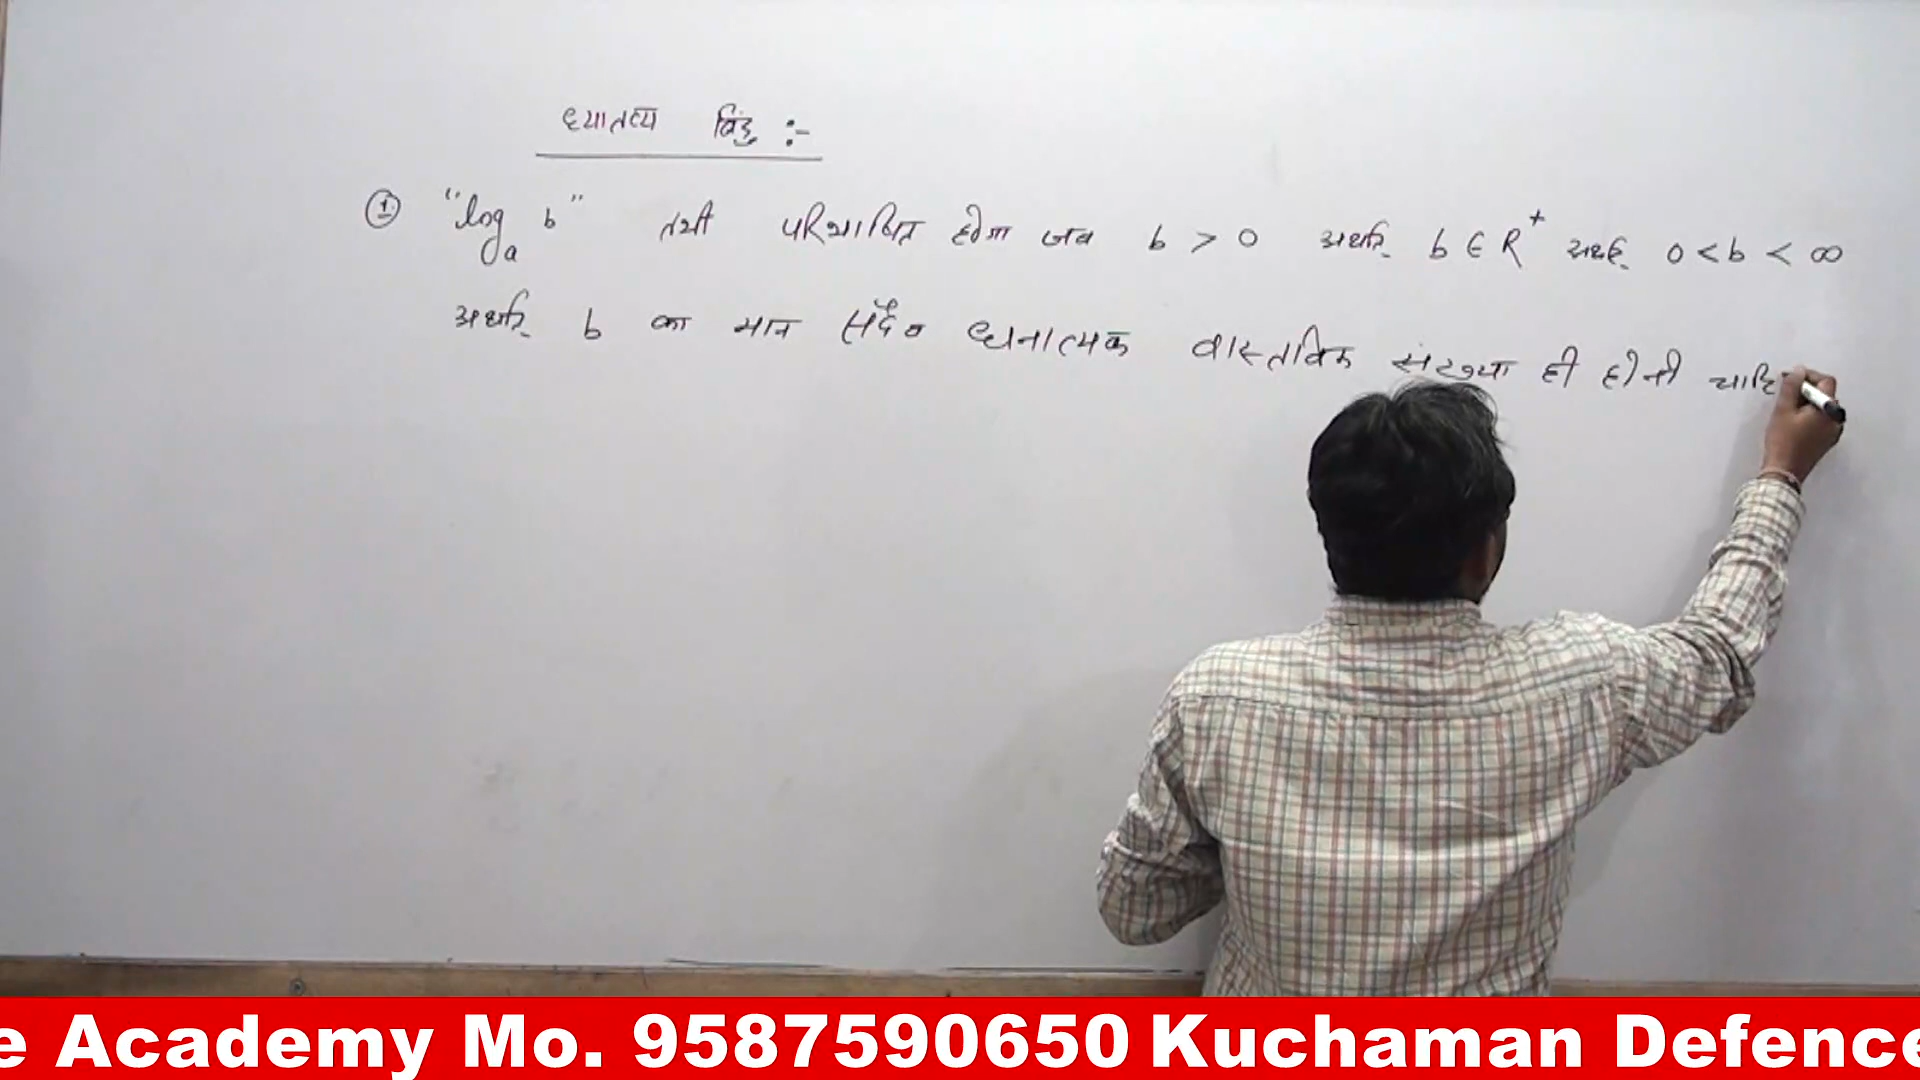 ध्यातव्य बिंदु :-
① "log_a b" तभी परिभाषित होगा जब b > 0 अर्थात् b ∈ R⁺ अर्थात् 0 < b < ∞
अर्थात् b का मान सदैव धनात्मक वास्तविक संख्या ही होनी चाहि
e Academy Mo. 9587590650 Kuchaman Defence